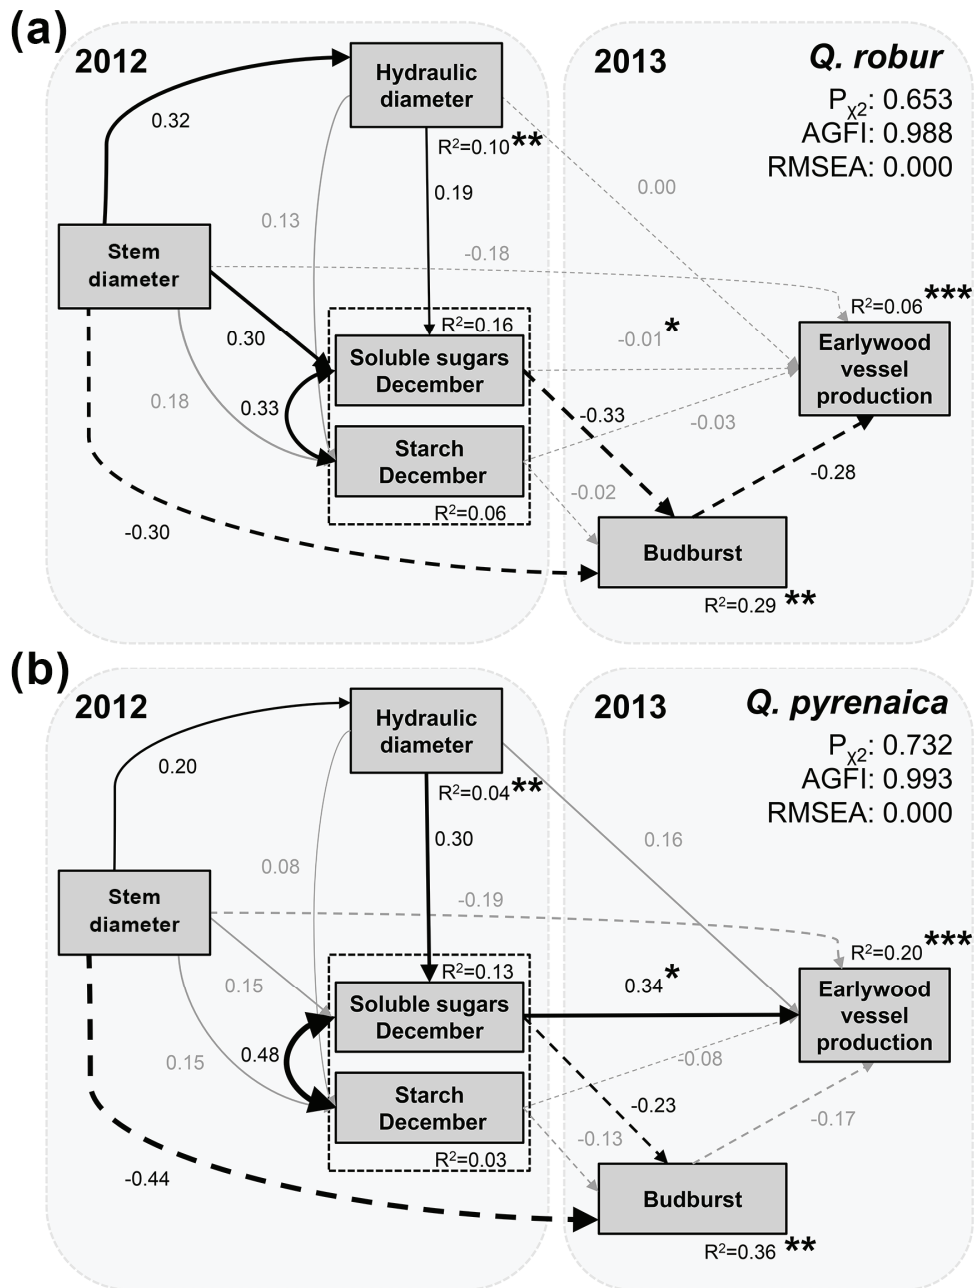 (a)
2012
2013
Q. robur
Pχ2: 0.653
AGFI: 0.988
RMSEA: 0.000
Hydraulic
diameter
R²=0.10**
0.32
0.19
0.13
0.00
Stem
diameter
-0.18
R²=0.06***
Earlywood
vessel
production
0.30
R²=0.16
Soluble sugars
December
-0.01*
0.33
0.18
-0.33
-0.03
Starch
December
R²=0.06
-0.02
-0.28
-0.30
Budburst
R²=0.29**
(b)
2012
2013
Q. pyrenaica
Pχ2: 0.732
AGFI: 0.993
RMSEA: 0.000
Hydraulic
diameter
R²=0.04**
0.20
0.30
0.08
0.16
Stem
diameter
-0.19
R²=0.20***
Earlywood
vessel
production
0.15
R²=0.13
Soluble sugars
December
0.34*
0.48
0.15
-0.08
Starch
December
R²=0.03
-0.23
-0.13
-0.17
-0.44
Budburst
R²=0.36**